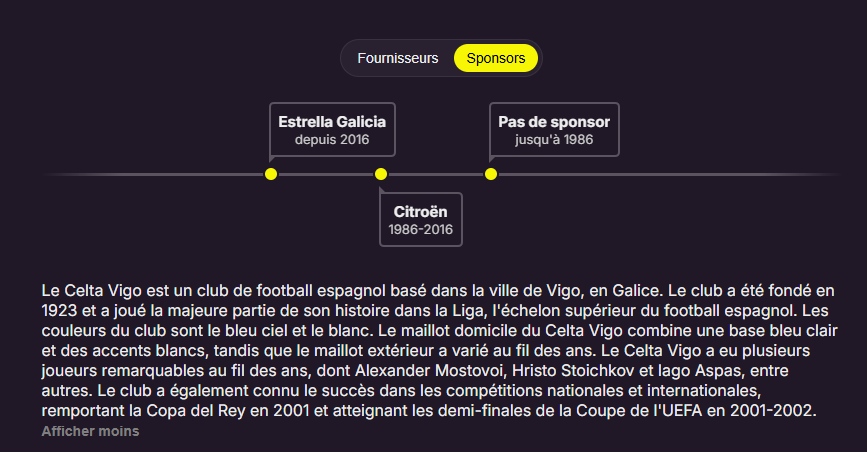 Fournisseurs Sponsors
Estrella Galicia
depuis 2016
Pas de sponsor
jusqu'à 1986
Citroën
1986-2016
Le Celta Vigo est un club de football espagnol basé dans la ville de Vigo, en Galice. Le club a été fondé en
1923 et a joué la majeure partie de son histoire dans la Liga, l'échelon supérieur du football espagnol. Les
couleurs du club sont le bleu ciel et le blanc. Le maillot domicile du Celta Vigo combine une base bleu clair
et des accents blancs, tandis que le maillot extérieur a varié au fil des ans. Le Celta Vigo a eu plusieurs
joueurs remarquables au fil des ans, dont Alexander Mostovoi, Hristo Stoichkov et Iago Aspas, entre
autres. Le club a également connu le succès dans les compétitions nationales et internationales,
remportant la Copa del Rey en 2001 et atteignant les demi-finales de la Coupe de l'UEFA en 2001-2002.
Afficher moins